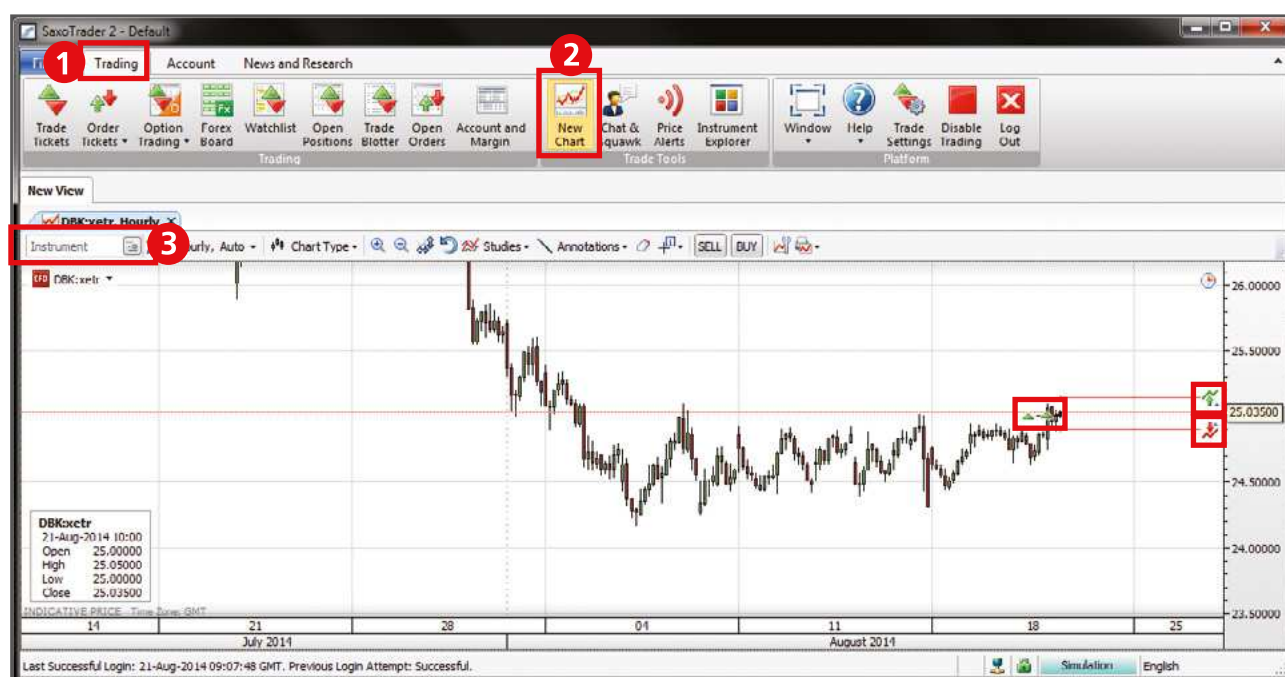 SaxoTrader 2 - Default
1 Trading Account News and Research 2
Trade Tickets
Order Tickets
Option Trading
Forex Board
Watchlist
Open Positions
Trade Blotter
Open Orders
Account and Margin
New Chart
Chat & Squawk
Price Alerts
Instrument Explorer
Window
Help
Trade Settings
Disable Trading
Log Out
Trading Trade Tools Platform
New View
DBK:xetr, Hourly
Instrument 3 urly, Auto Chart Type Studies Annotations SELL BUY
CFD DBK:xetr
26.00000
25.50000
25.03500
24.50000
24.00000
23.50000
DBK:xetr
21-Aug-2014 10:00
Open 25.00000
High 25.05000
Low 25.00000
Close 25.03500
INDICATIVE PRICE Time Zone: GMT
14 21 28 04 11 18 25
July 2014 August 2014
Last Successful Login: 21-Aug-2014 09:07:48 GMT. Previous Login Attempt: Successful. Simulation English